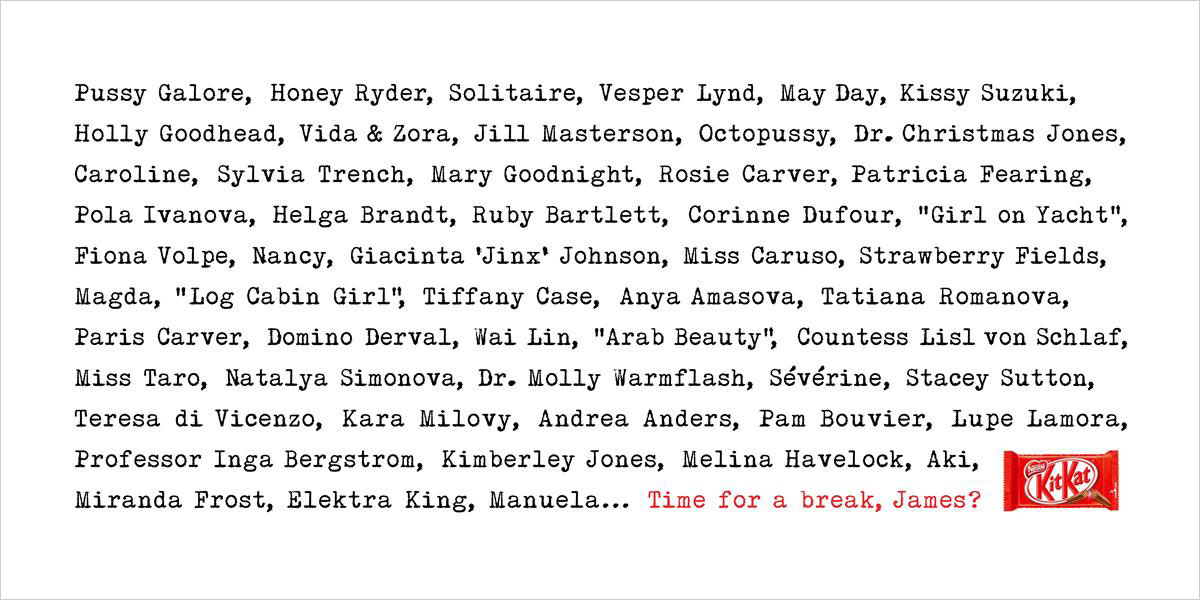 Pussy Galore, Honey Ryder, Solitaire, Vesper Lynd, May Day, Kissy Suzuki,
Holly Goodhead, Vida & Zora, Jill Masterson, Octopussy, Dr. Christmas Jones,
Caroline, Sylvia Trench, Mary Goodnight, Rosie Carver, Patricia Fearing,
Pola Ivanova, Helga Brandt, Ruby Bartlett, Corinne Dufour, "Girl on Yacht",
Fiona Volpe, Nancy, Giacinta 'Jinx' Johnson, Miss Caruso, Strawberry Fields,
Magda, "Log Cabin Girl", Tiffany Case, Anya Amasova, Tatiana Romanova,
Paris Carver, Domino Derval, Wai Lin, "Arab Beauty", Countess Lisl von Schlaf,
Miss Taro, Natalya Simonova, Dr. Molly Warmflash, Sévérine, Stacey Sutton,
Teresa di Vicenzo, Kara Milovy, Andrea Anders, Pam Bouvier, Lupe Lamora,
Professor Inga Bergstrom, Kimberley Jones, Melina Havelock, Aki,
Miranda Frost, Elektra King, Manuela... Time for a break, James?
Nestlé
KitKat